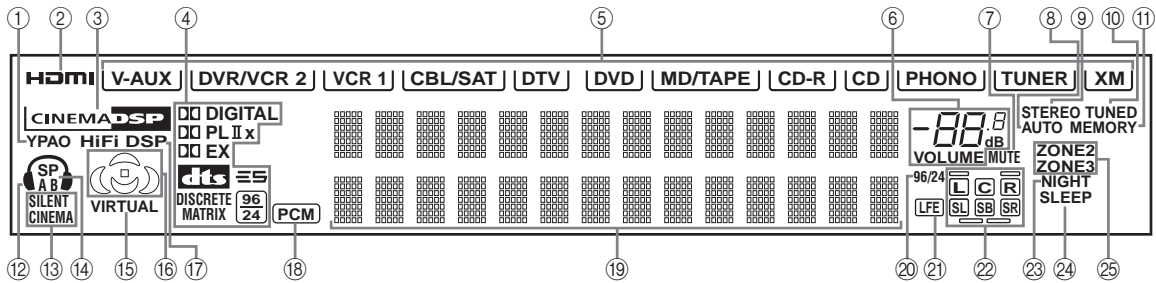 ① ② ③ ④ ⑤ ⑥ ⑦ ⑧ ⑨ ⑩ ⑪
HDMI V-AUX DVR/VCR 2 VCR 1 CBL/SAT DTV DVD MD/TAPE CD-R CD PHONO TUNER XM
CINEMA DSP
YPAO HiFi DSP
DIGITAL
PL II x
EX
dts ES
DISCRETE
MATRIX
96
24
PCM
-88.8
dB
VOLUME MUTE
STEREO TUNED
AUTO MEMORY
SP
A B
SILENT
CINEMA
VIRTUAL
96/24
LFE
L C R
SL SB SR
ZONE2
ZONE3
NIGHT
SLEEP
⑫ ⑬ ⑭ ⑮ ⑯ ⑰ ⑱ ⑲ ⑳ ㉑ ㉒ ㉓ ㉔ ㉕